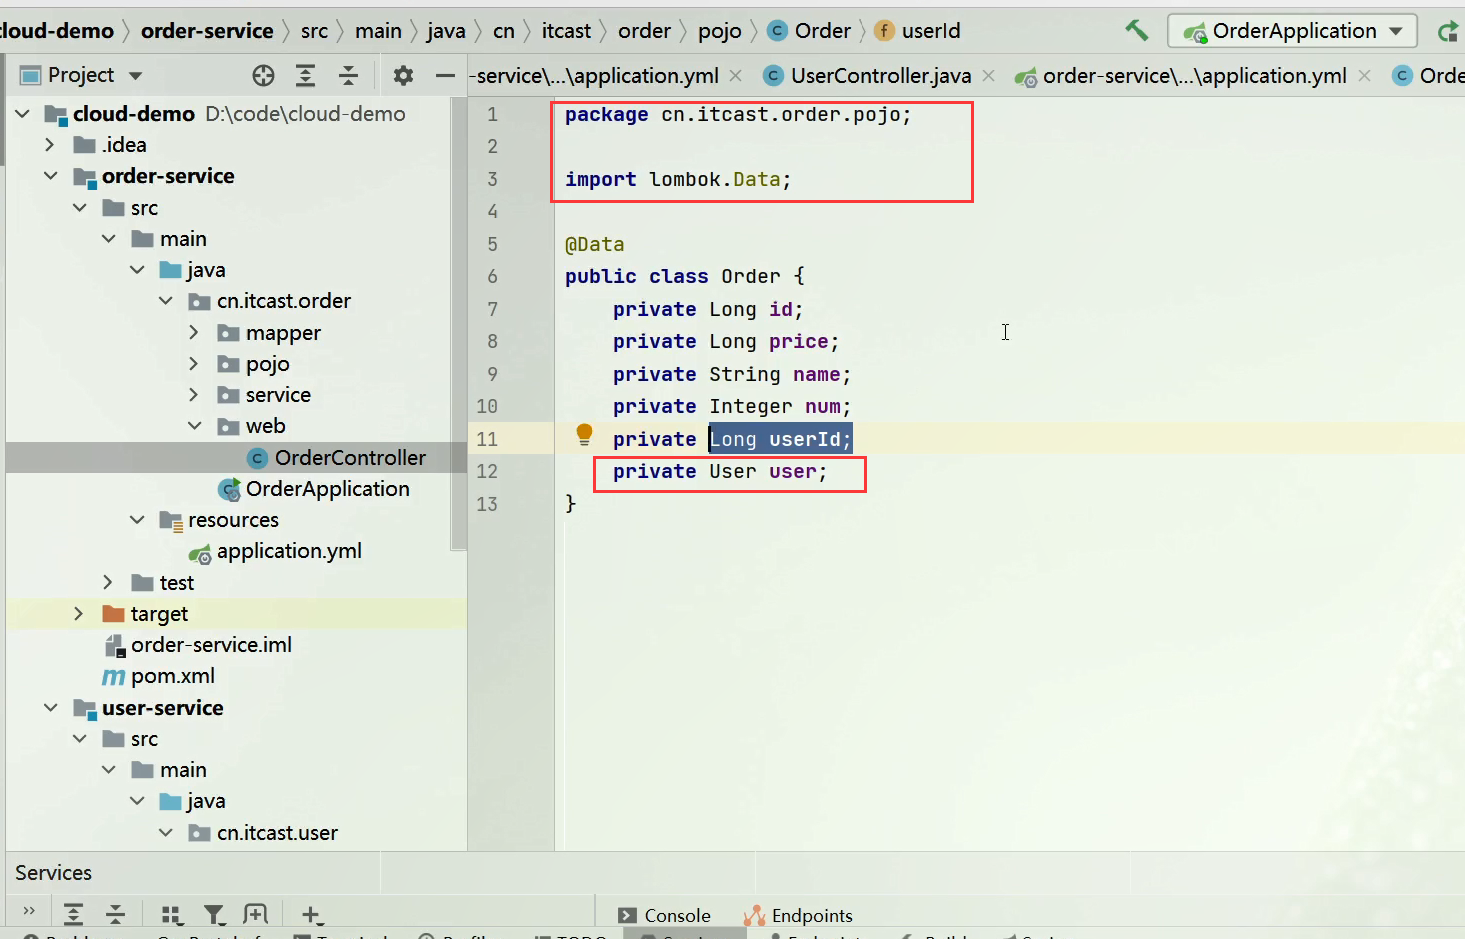 cloud-demo order-service src main java cn itcast order pojo Order userId OrderApplication
Project
-service\...\application.yml UserController.java order-service\...\application.yml Orde
cloud-demo D:\code\cloud-demo
.idea
order-service
src
main
java
cn.itcast.order
mapper
pojo
service
web
OrderController
OrderApplication
resources
application.yml
test
target
order-service.iml
pom.xml
user-service
src
main
java
cn.itcast.user
1 package cn.itcast.order.pojo;
2
3 import lombok.Data;
4
5 @Data
6 public class Order {
7 private Long id;
8 private Long price;
9 private String name;
10 private Integer num;
11 private Long userId;
12 private User user;
13 }
Services
Console Endpoints